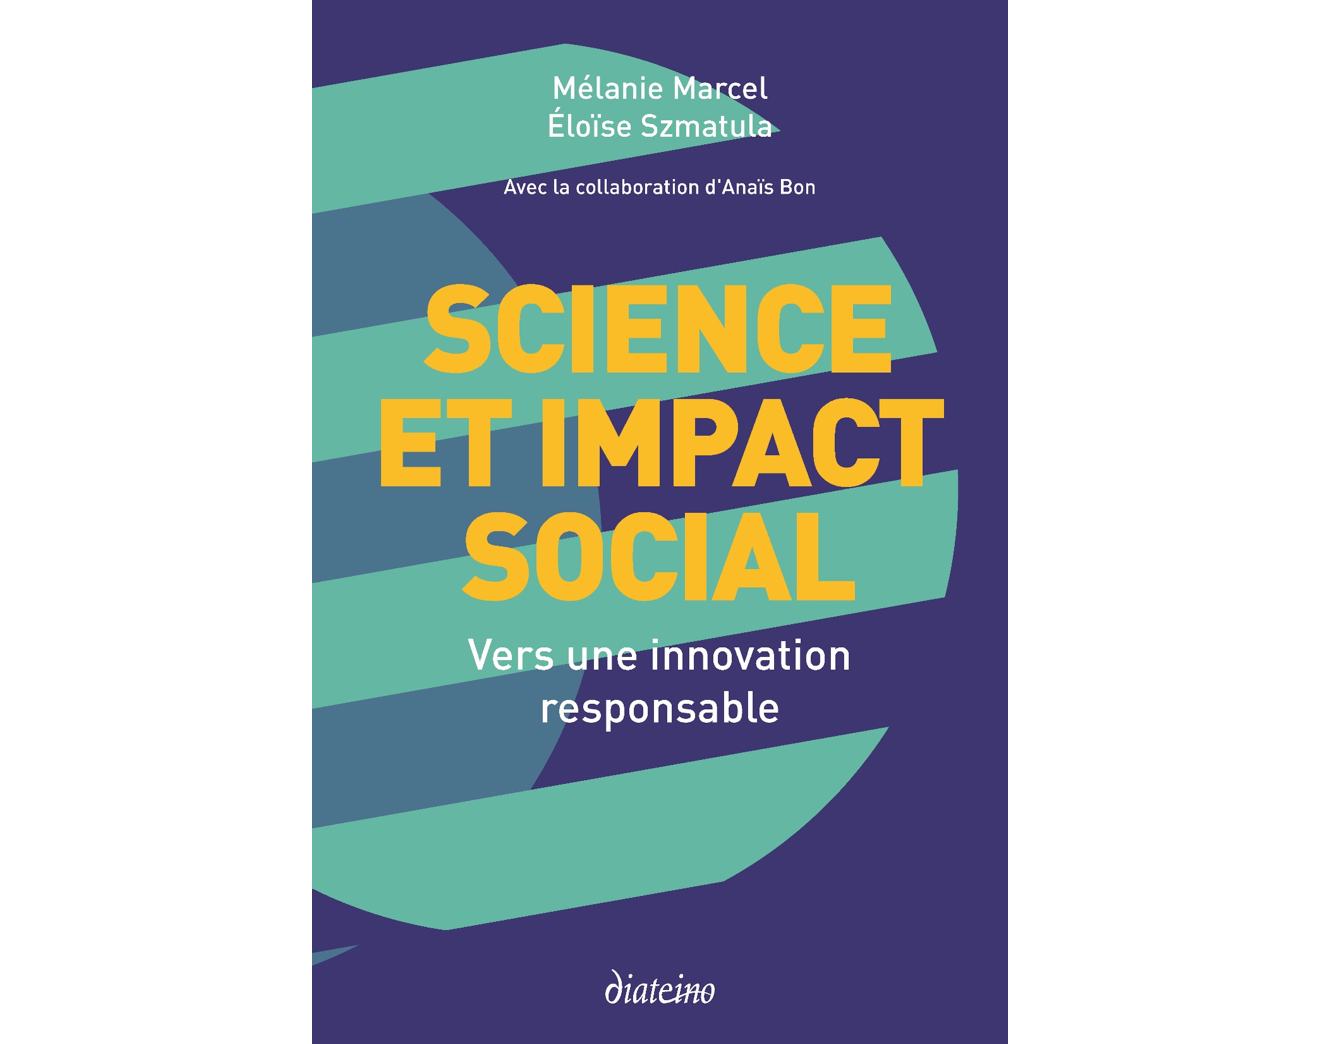 Mélanie Marcel
Éloïse Szmatula
Avec la collaboration d'Anaïs Bon
SCIENCE
ET IMPACT
SOCIAL
Vers une innovation
responsable
diateino